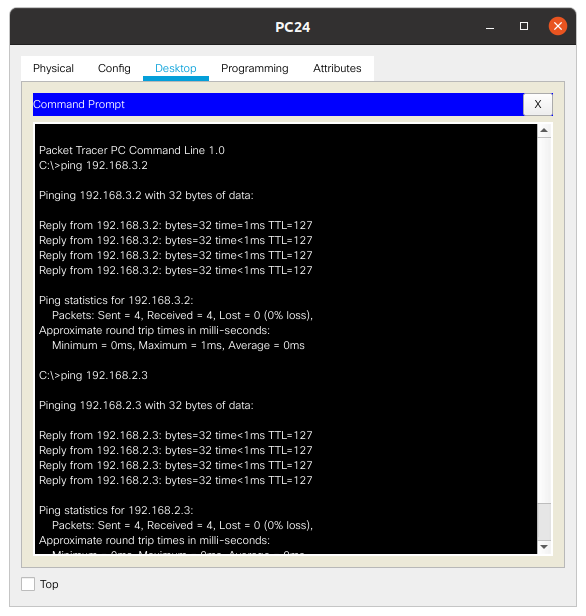 PC24
Physical Config Desktop Programming Attributes
Command Prompt
X
Packet Tracer PC Command Line 1.0
C:\>ping 192.168.3.2
Pinging 192.168.3.2 with 32 bytes of data:
Reply from 192.168.3.2: bytes=32 time=1ms TTL=127
Reply from 192.168.3.2: bytes=32 time<1ms TTL=127
Reply from 192.168.3.2: bytes=32 time<1ms TTL=127
Reply from 192.168.3.2: bytes=32 time<1ms TTL=127
Ping statistics for 192.168.3.2:
Packets: Sent = 4, Received = 4, Lost = 0 (0% loss),
Approximate round trip times in milli-seconds:
Minimum = 0ms, Maximum = 1ms, Average = 0ms
C:\>ping 192.168.2.3
Pinging 192.168.2.3 with 32 bytes of data:
Reply from 192.168.2.3: bytes=32 time<1ms TTL=127
Reply from 192.168.2.3: bytes=32 time<1ms TTL=127
Reply from 192.168.2.3: bytes=32 time<1ms TTL=127
Reply from 192.168.2.3: bytes=32 time<1ms TTL=127
Ping statistics for 192.168.2.3:
Packets: Sent = 4, Received = 4, Lost = 0 (0% loss),
Approximate round trip times in milli-seconds:
Minimum = 0ms, Maximum = 0ms, Average = 0ms
Top